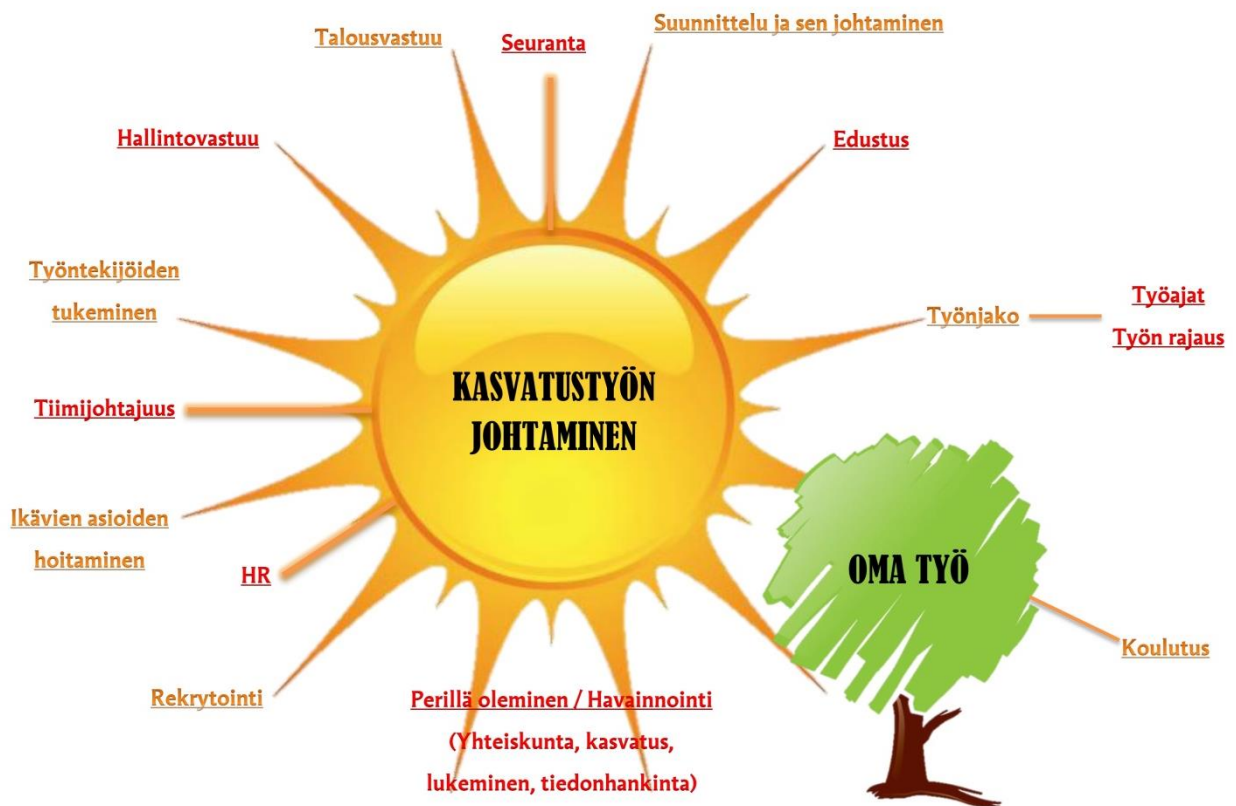 Suunnittelu ja sen johtaminen
Talousvastuu
Seuranta
Hallintovastuu
Edustus
Työntekijöiden
tukeminen
Työnjako
Työajat
Työn rajaus
Tiimijohtajuus
KASVATUSTYÖN
JOHTAMINEN
Ikävien asioiden
hoitaminen
HR
OMA TYÖ
Koulutus
Rekrytointi
Perillä oleminen / Havainnointi
(Yhteiskunta, kasvatus,
lukeminen, tiedonhankinta)